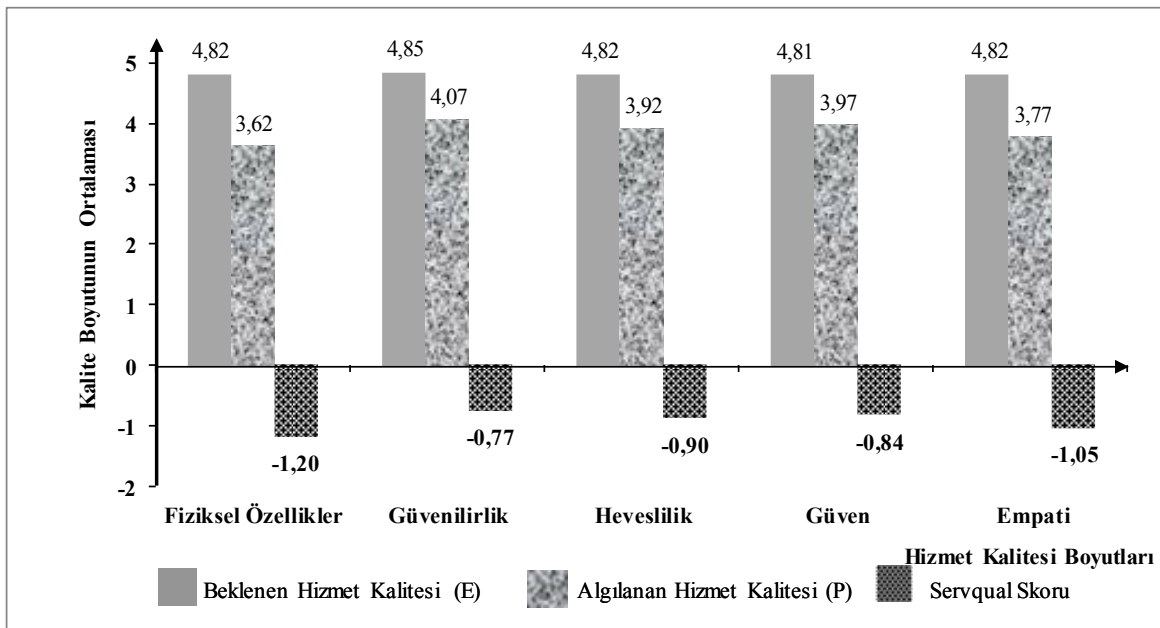 4,82 4,85 4,82 4,81 4,82
3,62 4,07 3,92 3,97 3,77
Kalite Boyutunun Ortalaması
5
4
3
2
1
0
-1
-2
-1,20 -0,77 -0,90 -0,84 -1,05
Fiziksel Özellikler Güvenilirlik Heveslilik Güven Empati
Hizmet Kalitesi Boyutları
Beklenen Hizmet Kalitesi (E) Algılanan Hizmet Kalitesi (P) Servqual Skoru